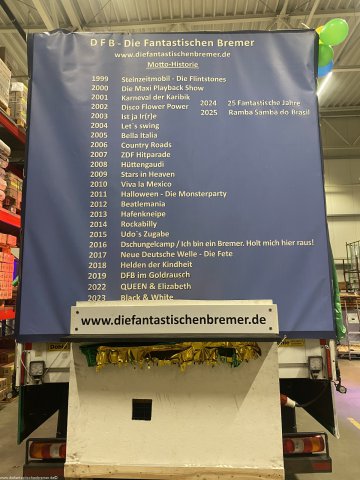 D F B - Die Fantastischen Bremer
www.diefantastischenbremer.de
Motto-Historie
1999 Steinzeitmobil - Die Flintstones
2000 Die Maxi Playback Show
2001 Karneval der Karibik
2002 Disco Flower Power
2003 Ist ja Ir(r)e
2004 Let´s swing
2005 Bella Italia
2006 Country Roads
2007 ZDF Hitparade
2008 Hüttengaudi
2009 Stars in Heaven
2010 Viva la Mexico
2011 Halloween - Die Monsterparty
2012 Beatlemania
2013 Hafenkneipe
2014 Rockabilly
2015 Udo´s Zugabe
2016 Dschungelcamp / Ich bin ein Bremer. Holt mich hier raus!
2017 Neue Deutsche Welle - Die Fete
2018 Helden der Kindheit
2019 DFB im Goldrausch
2022 QUEEN & Elizabeth
2023 Black & White
2024 25 Fantastische Jahre
2025 Ramba Samba do Brasil
www.diefantastischenbremer.de
www.diefantastischenbremer.de